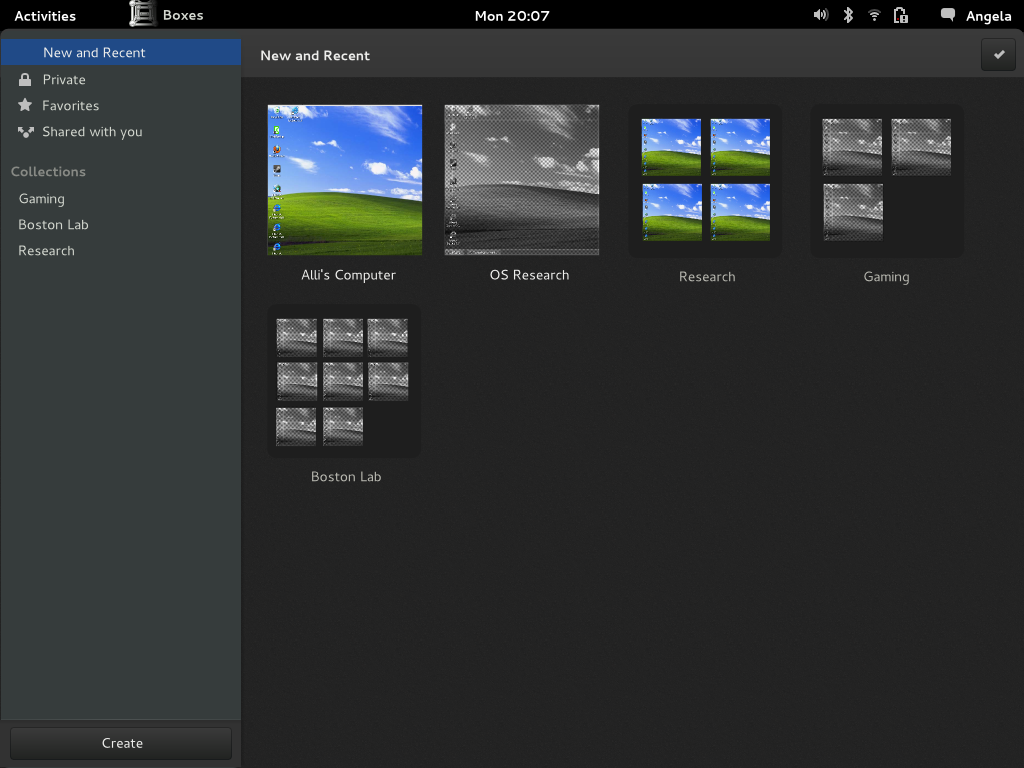 Activities Boxes Mon 20:07 Angela
New and Recent
Private
Favorites
Shared with you
Collections
Gaming
Boston Lab
Research
Create
New and Recent
Alli's Computer OS Research Research Gaming
Boston Lab